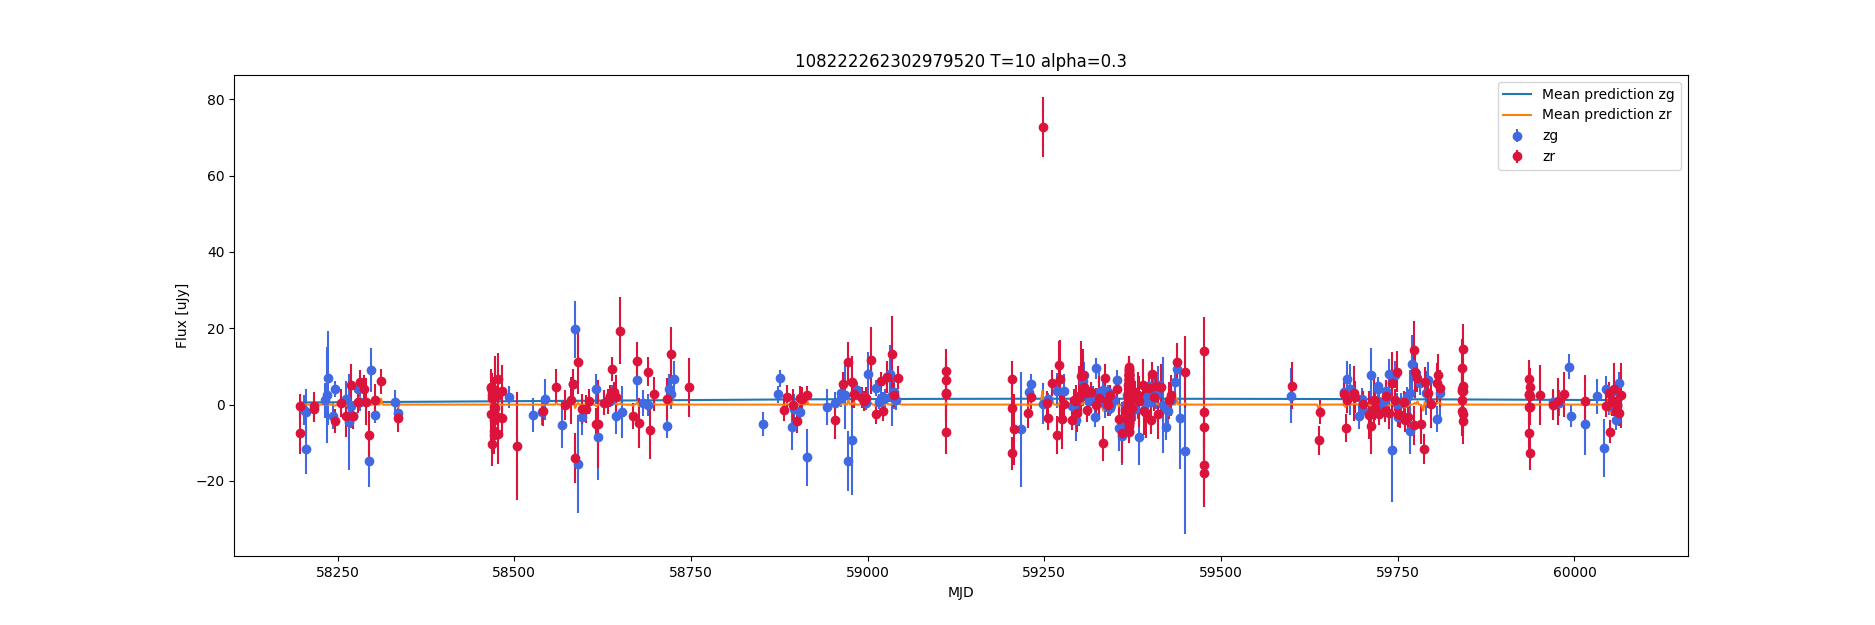 108222262302979520 T=10 alpha=0.3
80
60
40
20
0
−20
Flux [uJy]
58250
58500
58750
59000
59250
59500
59750
60000
MJD
Mean prediction zg
Mean prediction zr
zg
zr